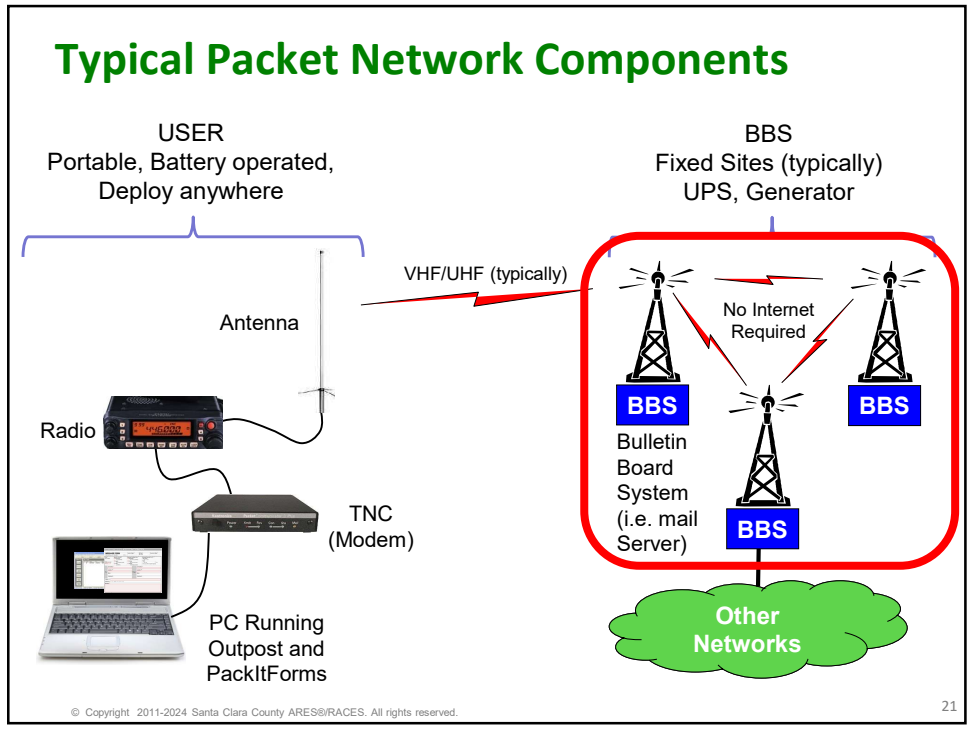 Typical Packet Network Components
USER
Portable, Battery operated,
Deploy anywhere
BBS
Fixed Sites (typically)
UPS, Generator
VHF/UHF (typically)
Antenna
No Internet
Required
Radio
BBS
BBS
Bulletin
Board
System
(i.e. mail
Server)
BBS
TNC
(Modem)
PC Running
Outpost and
PackItForms
Other
Networks
© Copyright 2011-2024 Santa Clara County ARES®/RACES. All rights reserved.
21